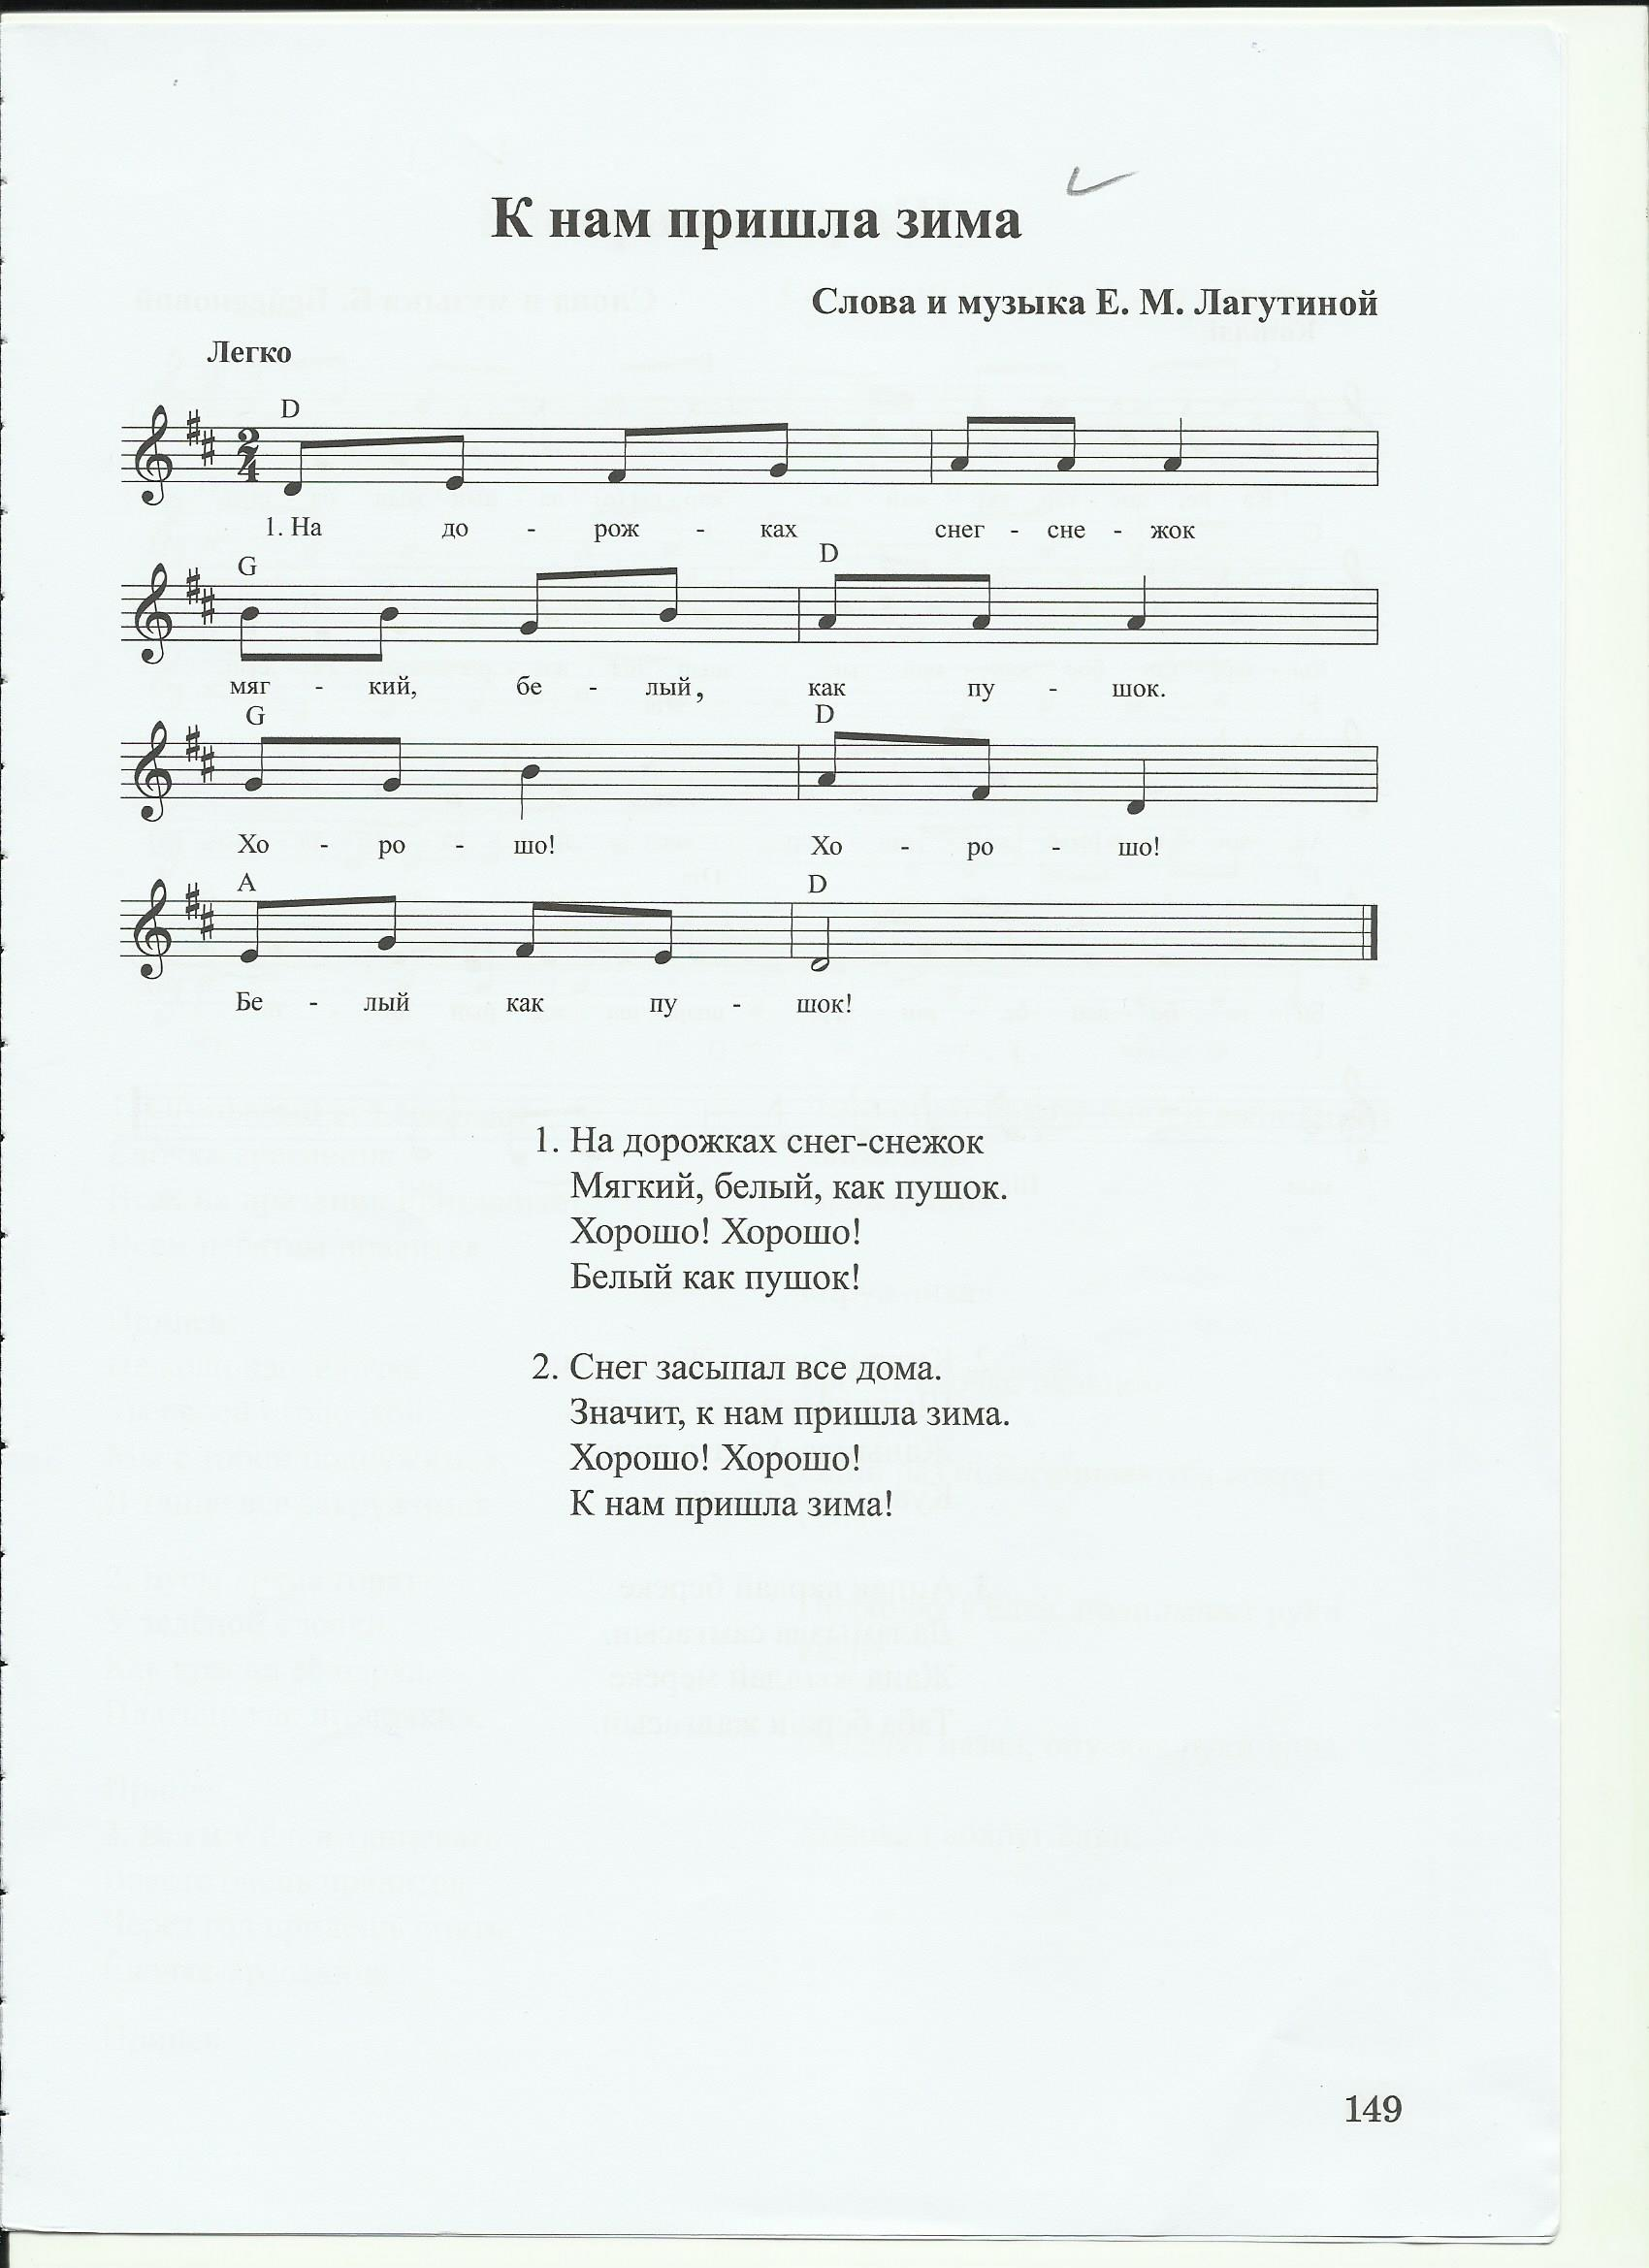 К нам пришла зима
Слова и музыка Е. М. Лагутиной
Легко
D
2
4
1. На до - рож - ках снег - сне - жок
G D
мяг - кий, бе - лый, как пу - шок.
G D
Хо - ро - шо! Хо - ро - шо!
A D
Бе - лый как пу - шок!
1. На дорожках снег-снежок
Мягкий, белый, как пушок.
Хорошо! Хорошо!
Белый как пушок!
2. Снег засыпал все дома.
Значит, к нам пришла зима.
Хорошо! Хорошо!
К нам пришла зима!
149